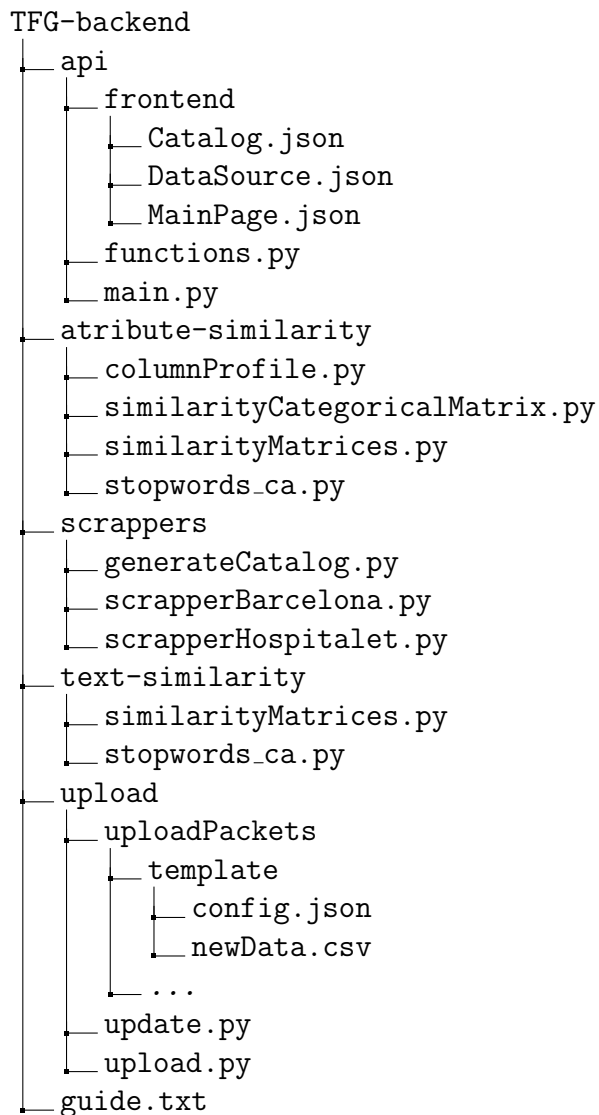 TFG-backend
api
frontend
Catalog.json
DataSource.json
MainPage.json
functions.py
main.py
atribute-similarity
columnProfile.py
similarityCategoricalMatrix.py
similarityMatrices.py
stopwords_ca.py
scrappers
generateCatalog.py
scrapperBarcelona.py
scrapperHospitalet.py
text-similarity
similarityMatrices.py
stopwords_ca.py
upload
uploadPackets
template
config.json
newData.csv
...
update.py
upload.py
guide.txt